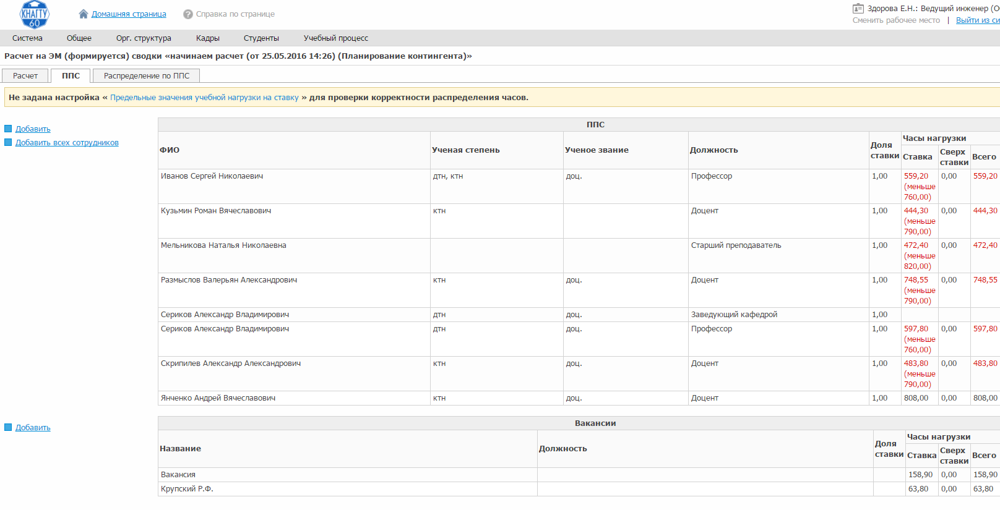 КНАГТУ
60
Домашняя страница
Справка по странице
Здорова Е.Н.: Ведущий инженер (О
Сменить рабочее место | Выйти из си
Система Общее Орг. структура Кадры Студенты Учебный процесс
Расчет на ЭМ (формируется) сводки «начинаем расчет (от 25.05.2016 14:26) (Планирование контингента)»
Расчет ППС Распределение по ППС
Не задана настройка « Предельные значения учебной нагрузки на ставку » для проверки корректности распределения часов.
Добавить
Добавить всех сотрудников
ППС
ФИО Ученая степень Ученое звание Должность Доля ставки Часы нагрузки
Ставка Сверх ставки Всего
Иванов Сергей Николаевич дтн, ктн доц. Профессор 1,00 559,20 (меньше 760,00) 0,00 559,20
Кузьмин Роман Вячеславович ктн Доцент 1,00 444,30 (меньше 790,00) 0,00 444,30
Мельникова Наталья Николаевна Старший преподаватель 1,00 472,40 (меньше 820,00) 0,00 472,40
Размыслов Валерьян Александрович ктн доц. Доцент 1,00 748,55 (меньше 790,00) 0,00 748,55
Сериков Александр Владимирович дтн доц. Заведующий кафедрой 1,00
Сериков Александр Владимирович дтн доц. Профессор 1,00 597,80 (меньше 760,00) 0,00 597,80
Скрипилев Александр Александрович ктн доц. Доцент 1,00 483,80 (меньше 790,00) 0,00 483,80
Янченко Андрей Вячеславович ктн доц. Доцент 1,00 808,00 0,00 808,00
Добавить
Вакансии
Название Должность Доля ставки Часы нагрузки
Ставка Сверх ставки Всего
Вакансия 158,90 0,00 158,90
Крупский Р.Ф. 63,80 0,00 63,80